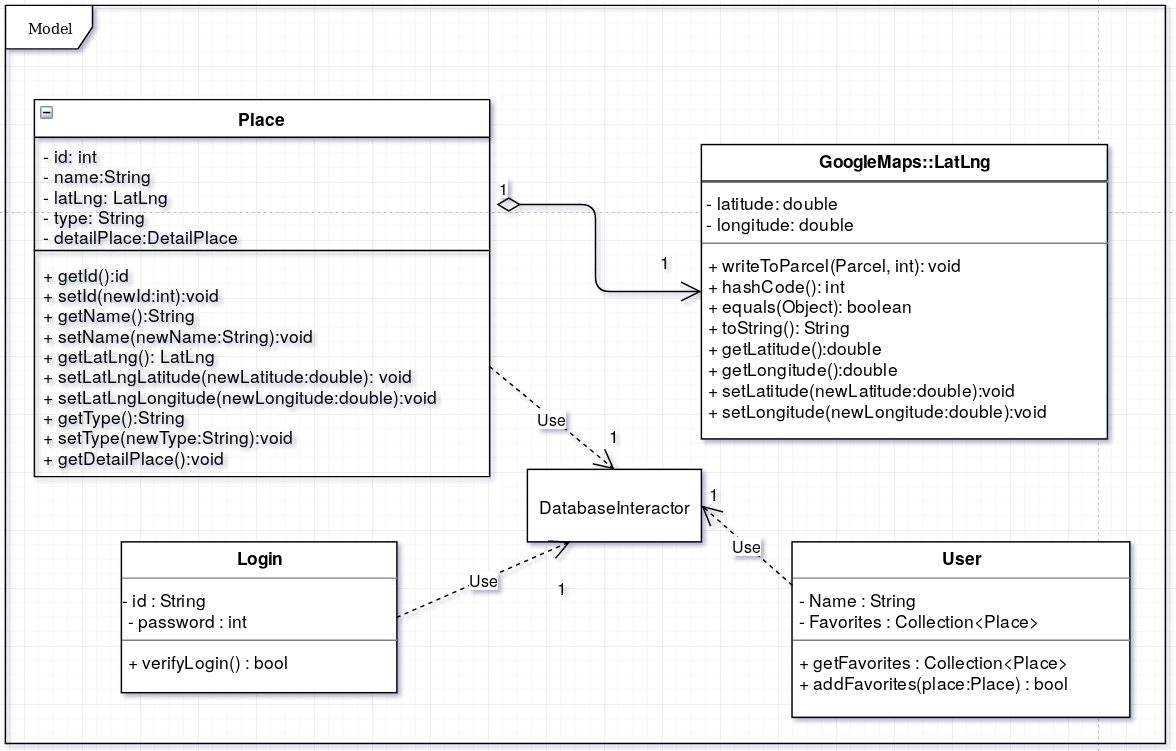 Model
Place
- id: int
- name:String
- latLng: LatLng
- type: String
- detailPlace:DetailPlace
+ getId():id
+ setId(newId:int):void
+ getName():String
+ setName(newName:String):void
+ getLatLng(): LatLng
+ setLatLngLatitude(newLatitude:double): void
+ setLatLngLongitude(newLongitude:double):void
+ getType():String
+ setType(newType:String):void
+ getDetailPlace():void
1
1
GoogleMaps::LatLng
- latitude: double
- longitude: double
+ writeToParcel(Parcel, int): void
+ hashCode(): int
+ equals(Object): boolean
+ toString(): String
+ getLatitude():double
+ getLongitude():double
+ setLatitude(newLatitude:double):void
+ setLongitude(newLongitude:double):void
Use
1
DatabaseInteractor
1
Use
Use
1
Login
- id : String
- password : int
+ verifyLogin() : bool
User
- Name : String
- Favorites : Collection<Place>
+ getFavorites : Collection<Place>
+ addFavorites(place:Place) : bool